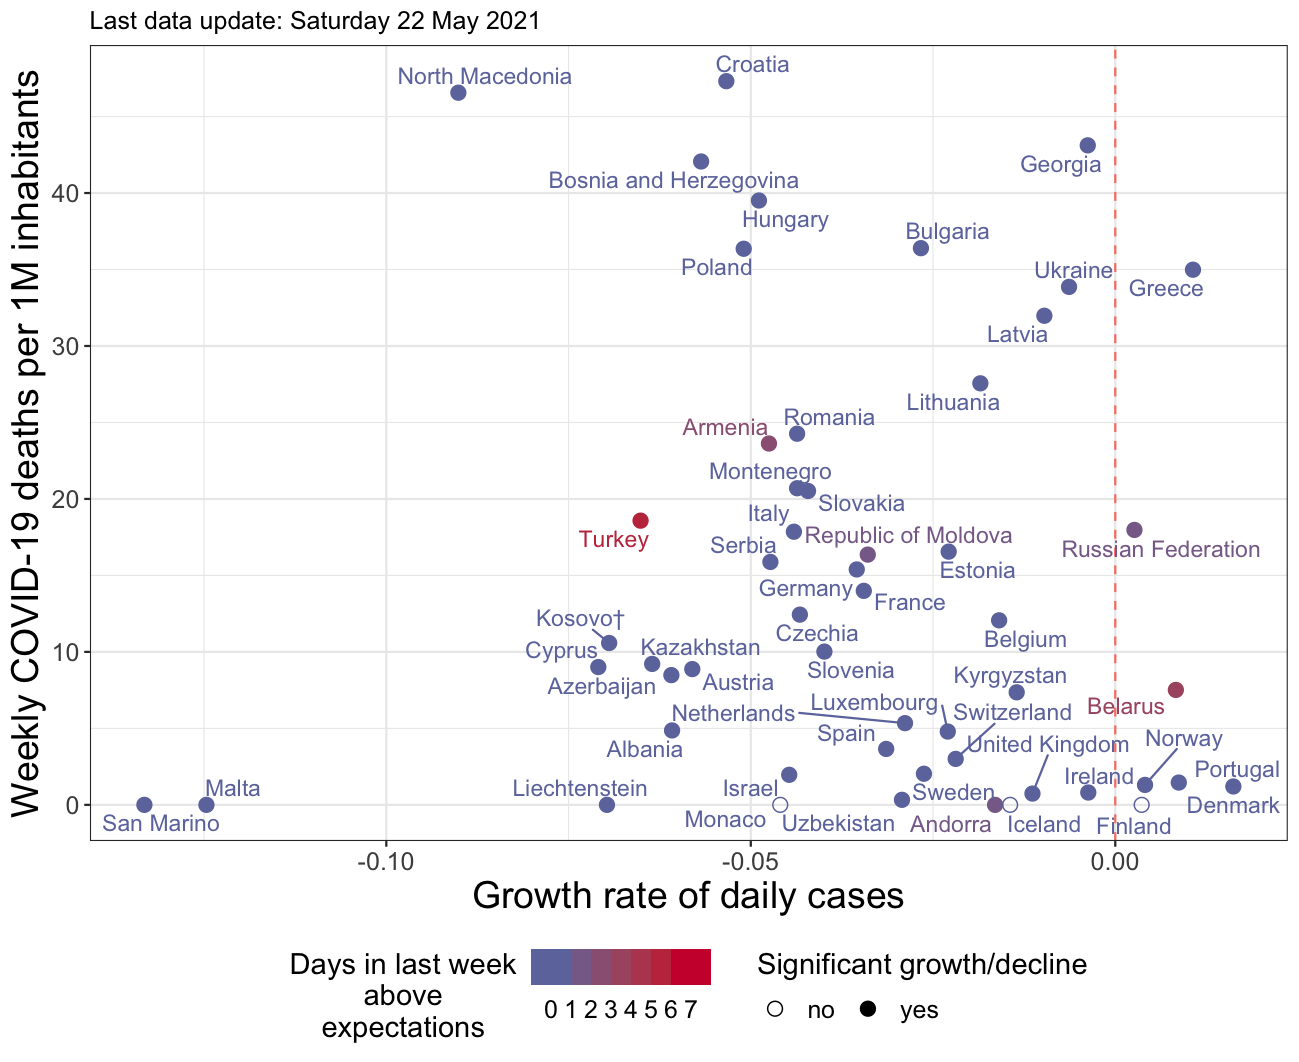 Last data update: Saturday 22 May 2021
Weekly COVID-19 deaths per 1M inhabitants
40
30
20
10
0
North Macedonia
Croatia
Georgia
Bosnia and Herzegovina
Hungary
Bulgaria
Poland
Ukraine
Greece
Latvia
Lithuania
Armenia
Romania
Montenegro
Slovakia
Italy
Turkey
Republic of Moldova
Serbia
Russian Federation
Estonia
Germany
France
Kosovo†
Czechia
Belgium
Cyprus
Kazakhstan
Slovenia
Azerbaijan
Austria
Kyrgyzstan
Luxembourg
Belarus
Netherlands
Switzerland
Spain
Albania
United Kingdom
Norway
Portugal
Ireland
Malta
Liechtenstein
Israel
Sweden
Denmark
San Marino
Monaco
Uzbekistan
Andorra
Iceland
Finland
-0.10
-0.05
0.00
Growth rate of daily cases
Days in last week
above
expectations
0 1 2 3 4 5 6 7
Significant growth/decline
no
yes